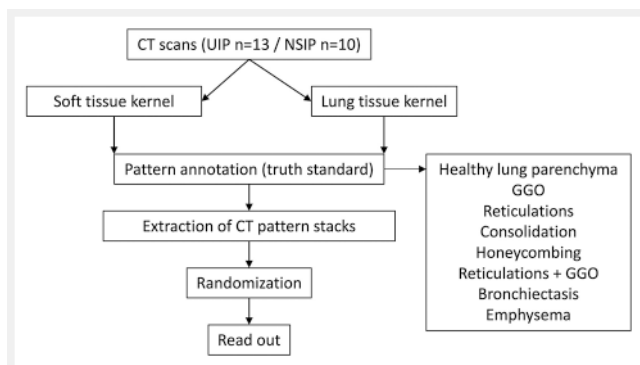 CT scans (UIP n=13 / NSIP n=10)
Soft tissue kernel
Lung tissue kernel
Pattern annotation (truth standard)
Healthy lung parenchyma
GGO
Reticulations
Consolidation
Honeycombing
Reticulations + GGO
Bronchiectasis
Emphysema
Extraction of CT pattern stacks
Randomization
Read out